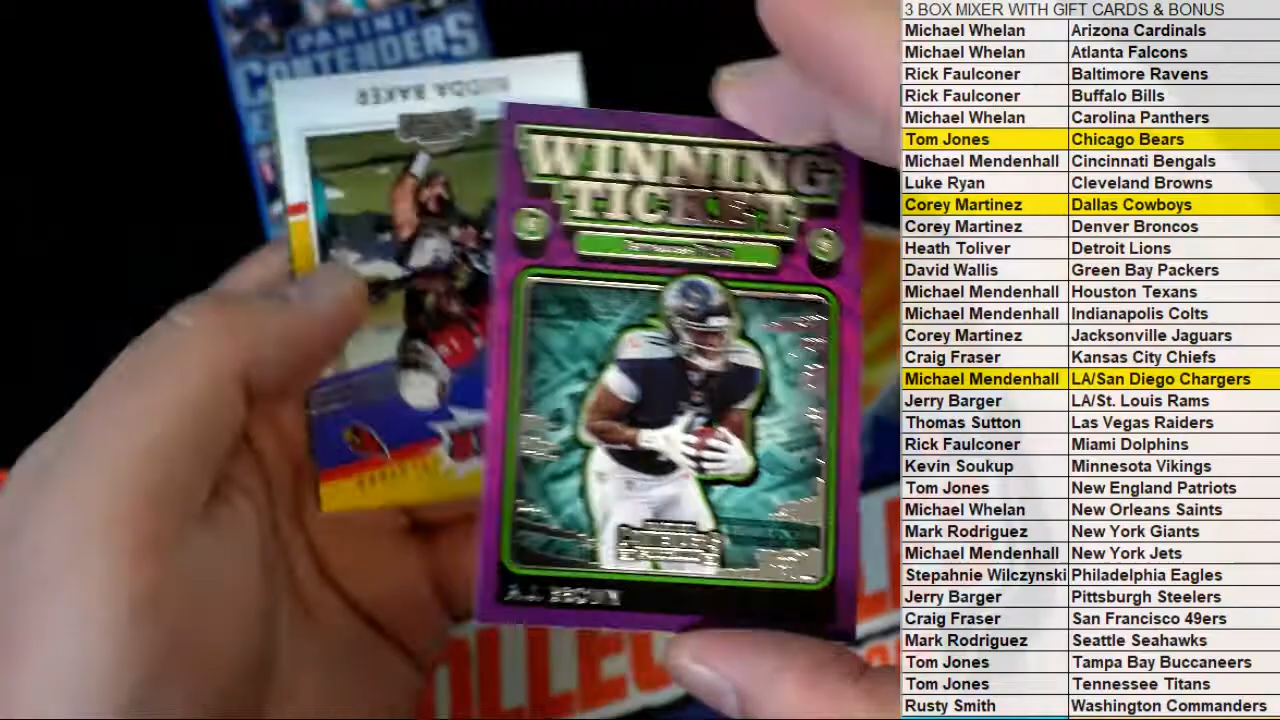 PANINI
CONTENDERS
BUDDA BAKER
WINNING
TICKET
A.J. BROWN
COLLEC
3 BOX MIXER WITH GIFT CARDS & BONUS
Michael Whelan Arizona Cardinals
Michael Whelan Atlanta Falcons
Rick Faulconer Baltimore Ravens
Rick Faulconer Buffalo Bills
Michael Whelan Carolina Panthers
Tom Jones Chicago Bears
Michael Mendenhall Cincinnati Bengals
Luke Ryan Cleveland Browns
Corey Martinez Dallas Cowboys
Corey Martinez Denver Broncos
Heath Toliver Detroit Lions
David Wallis Green Bay Packers
Michael Mendenhall Houston Texans
Michael Mendenhall Indianapolis Colts
Corey Martinez Jacksonville Jaguars
Craig Fraser Kansas City Chiefs
Michael Mendenhall LA/San Diego Chargers
Jerry Barger LA/St. Louis Rams
Thomas Sutton Las Vegas Raiders
Rick Faulconer Miami Dolphins
Kevin Soukup Minnesota Vikings
Tom Jones New England Patriots
Michael Whelan New Orleans Saints
Mark Rodriguez New York Giants
Michael Mendenhall New York Jets
Stepahnie Wilczynski Philadelphia Eagles
Jerry Barger Pittsburgh Steelers
Craig Fraser San Francisco 49ers
Mark Rodriguez Seattle Seahawks
Tom Jones Tampa Bay Buccaneers
Tom Jones Tennessee Titans
Rusty Smith Washington Commanders